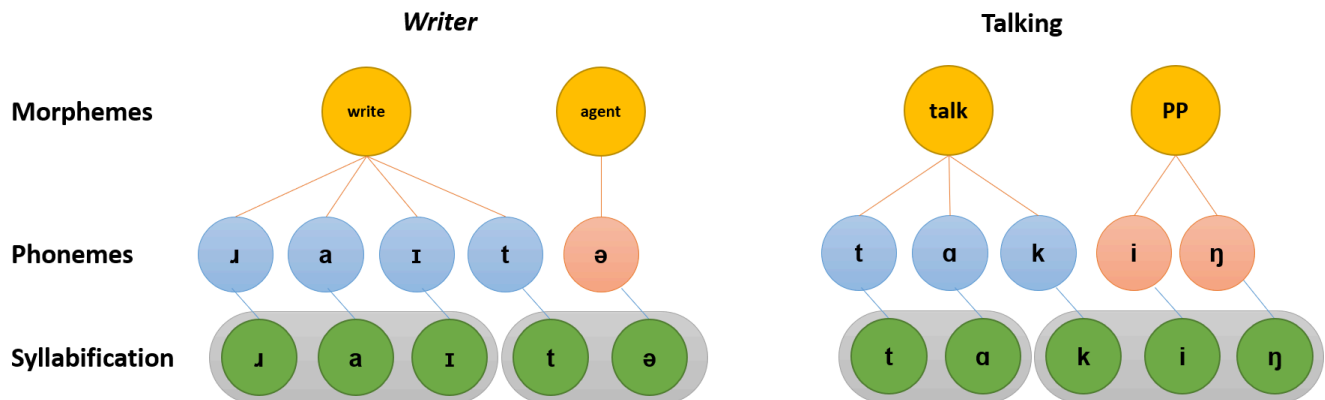 Writer Talking
Morphemes write agent talk PP
Phonemes ɹ a ɪ t ə t ɑ k i ŋ
Syllabification ɹ a ɪ t ə t ɑ k i ŋ